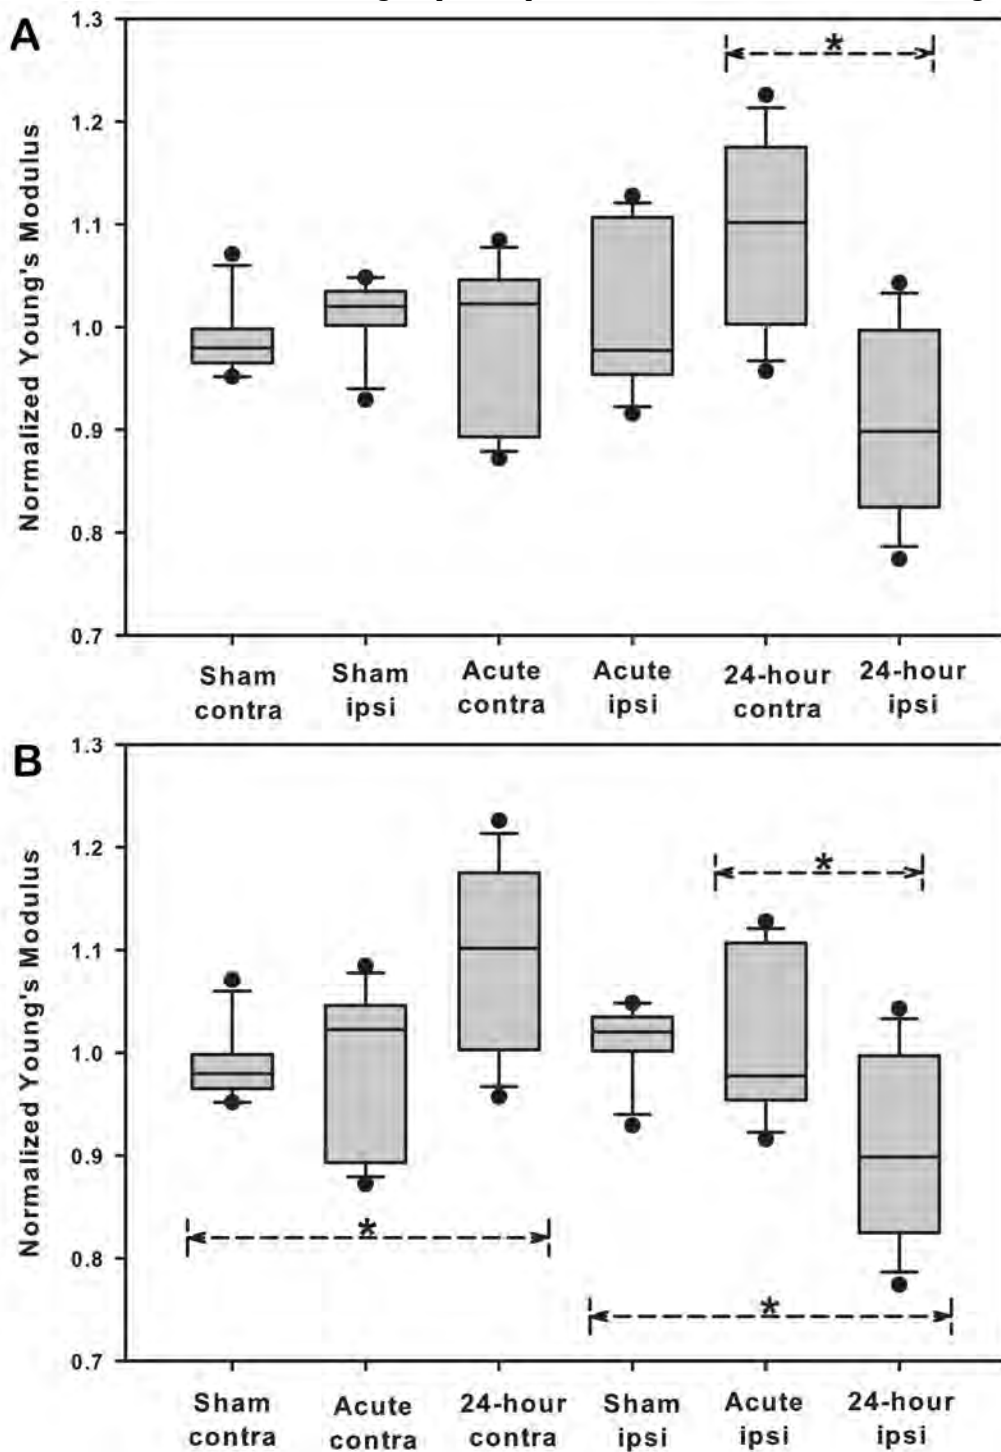 A
Normalized Young's Modulus
1.3
1.2
1.1
1.0
0.9
0.8
0.7
*
Sham contra
Sham ipsi
Acute contra
Acute ipsi
24-hour contra
24-hour ipsi
B
Normalized Young's Modulus
1.3
1.2
1.1
1.0
0.9
0.8
0.7
*
*
*
Sham contra
Acute contra
24-hour contra
Sham ipsi
Acute ipsi
24-hour ipsi